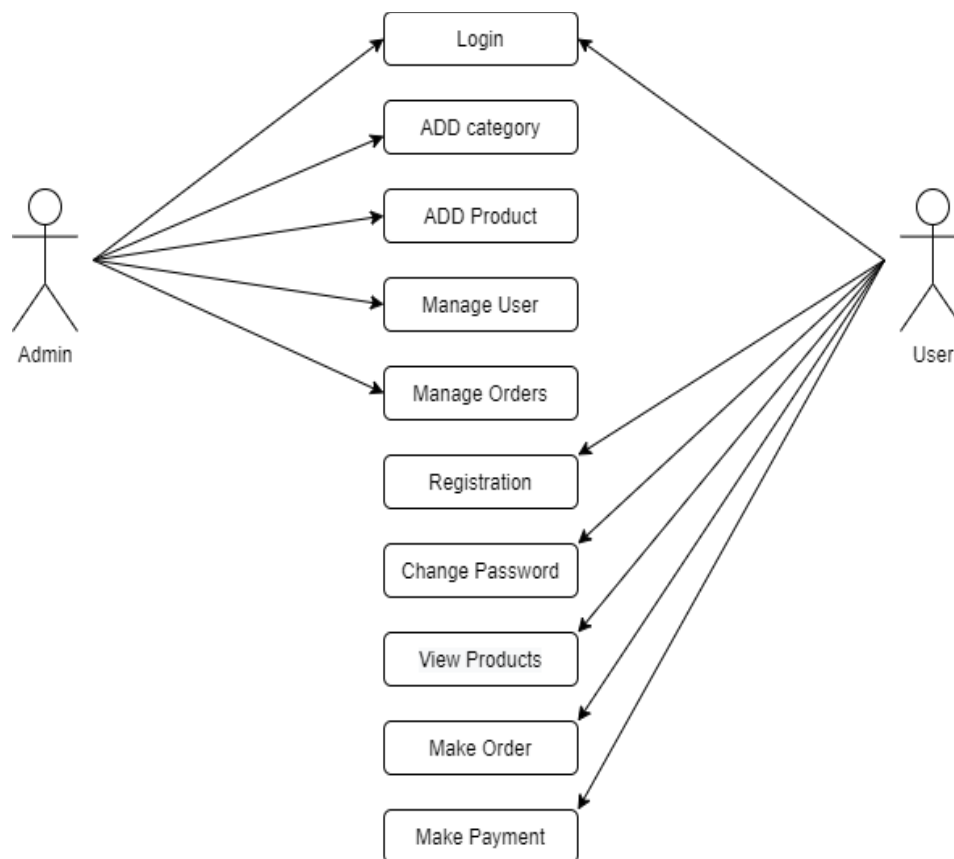 Login
ADD category
ADD Product
Manage User
Admin
User
Manage Orders
Registration
Change Password
View Products
Make Order
Make Payment